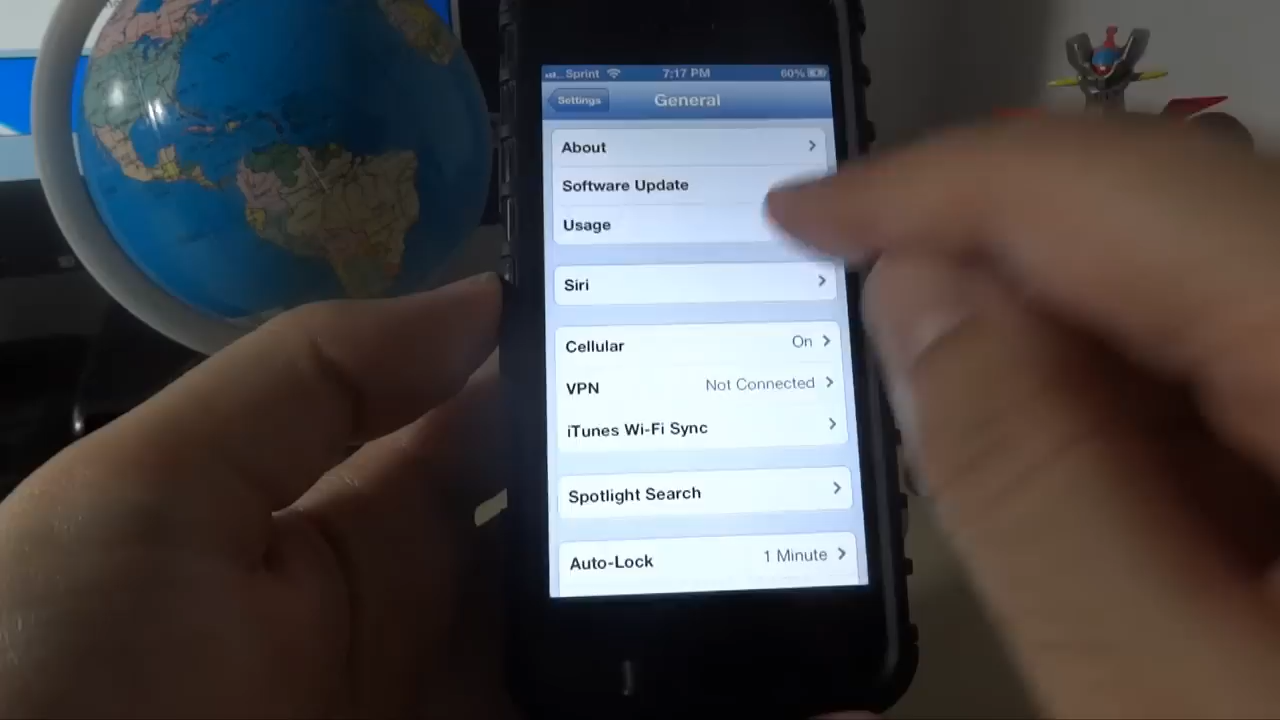 Sprint 7:17 PM 60%
Settings General
About
Software Update
Usage
Siri
Cellular On
VPN Not Connected
iTunes Wi-Fi Sync
Spotlight Search
Auto-Lock 1 Minute